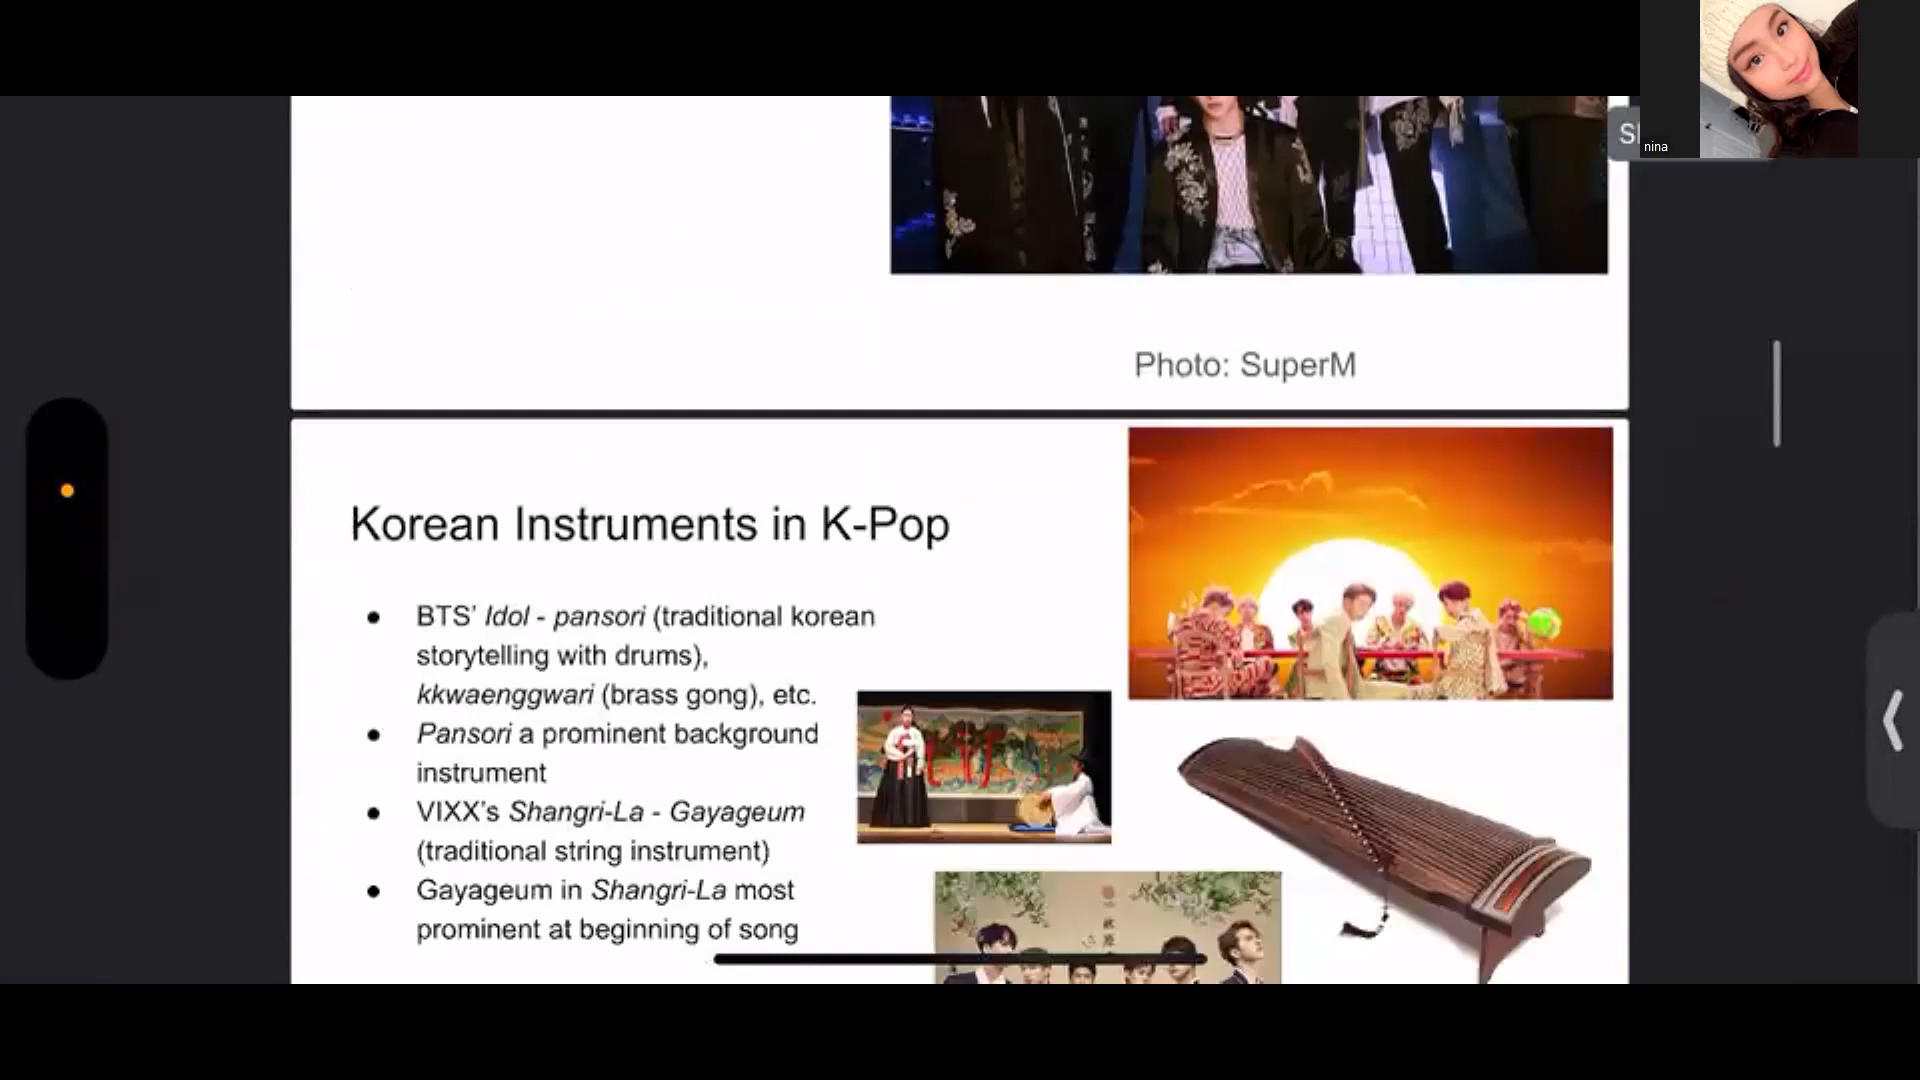 S
nina
Photo: SuperM
Korean Instruments in K-Pop
● BTS’ Idol - pansori (traditional korean
storytelling with drums),
kkwaenggwari (brass gong), etc.
● Pansori a prominent background
instrument
● VIXX’s Shangri-La - Gayageum
(traditional string instrument)
● Gayageum in Shangri-La most
prominent at beginning of song